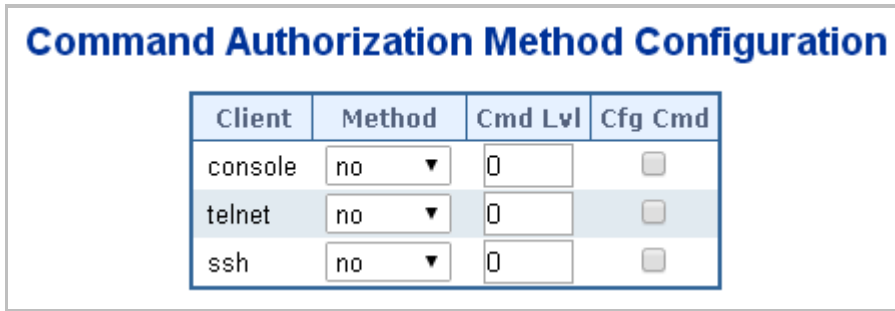 Command Authorization Method Configuration
Client Method Cmd Lvl Cfg Cmd
console no 0
telnet no 0
ssh no 0